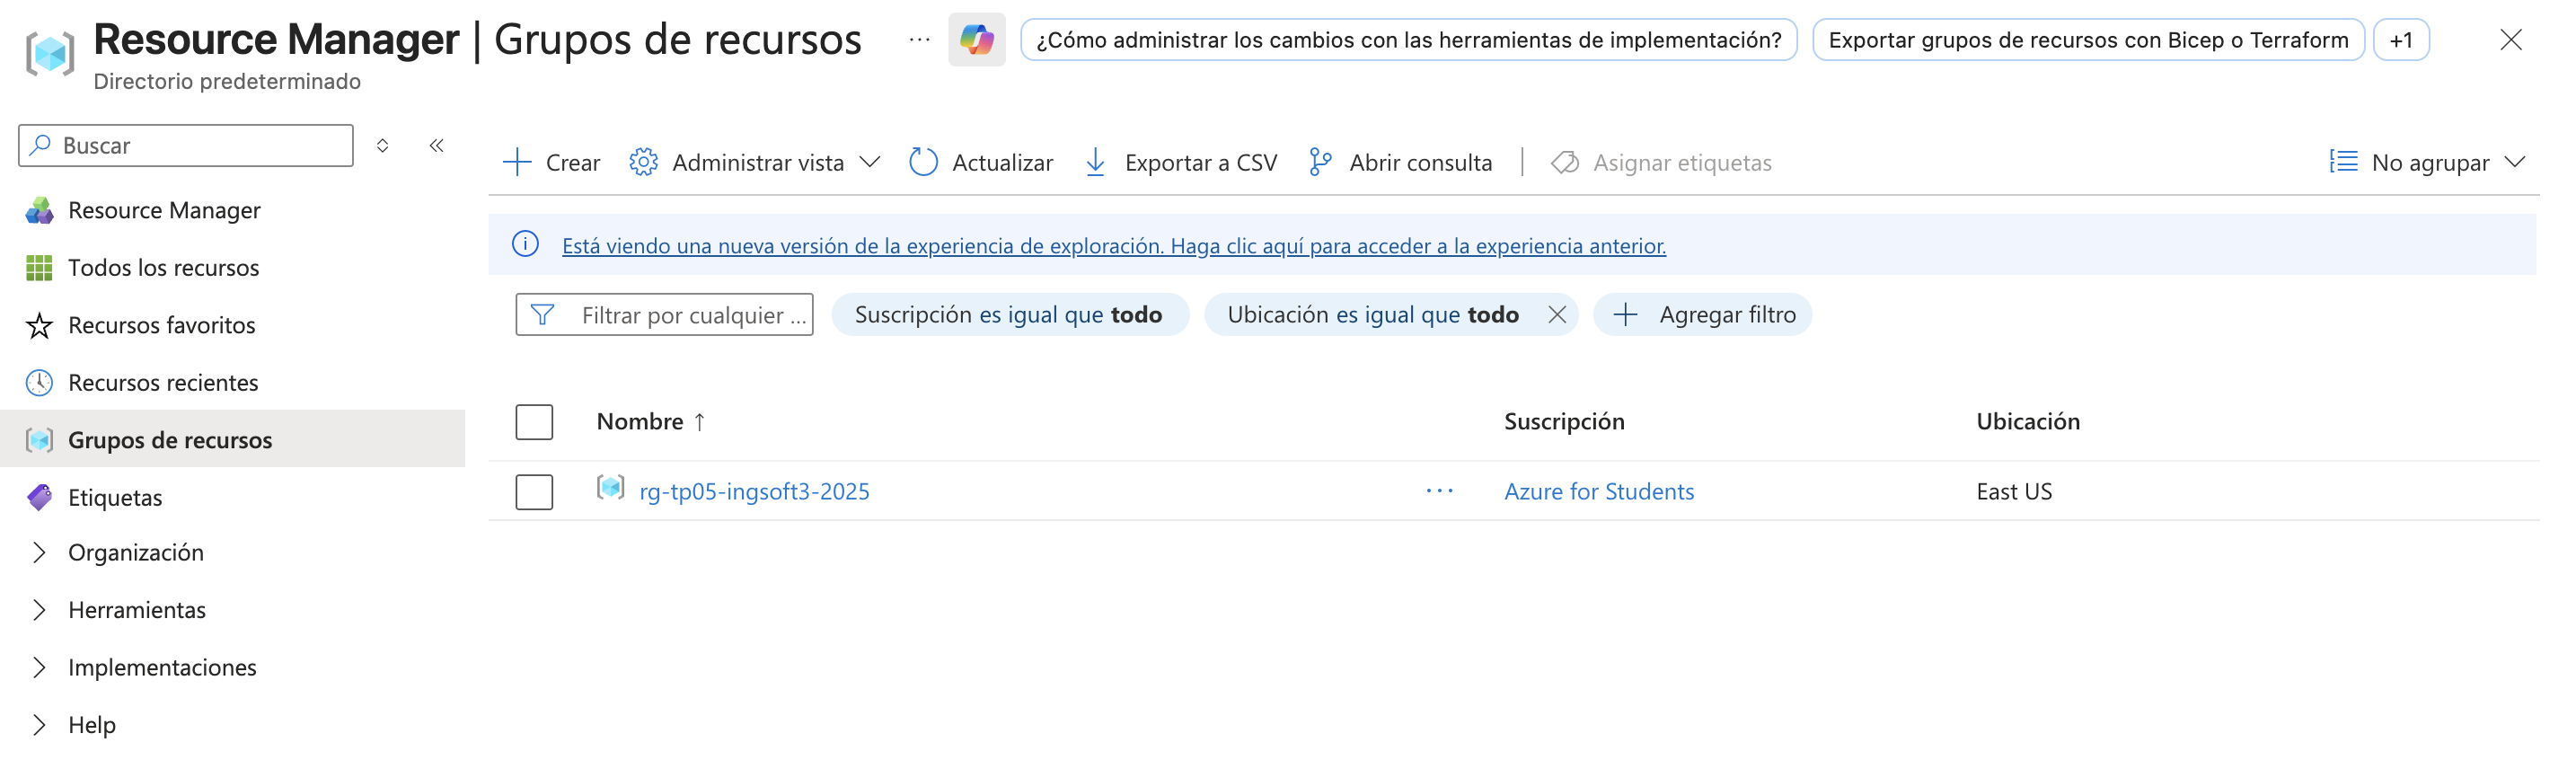 Resource Manager | Grupos de recursos
Directorio predeterminado
¿Cómo administrar los cambios con las herramientas de implementación?
Exportar grupos de recursos con Bicep o Terraform
+1
Buscar
Resource Manager
Todos los recursos
Recursos favoritos
Recursos recientes
Grupos de recursos
Etiquetas
Organización
Herramientas
Implementaciones
Help
Crear
Administrar vista
Actualizar
Exportar a CSV
Abrir consulta
Asignar etiquetas
No agrupar
Está viendo una nueva versión de la experiencia de exploración. Haga clic aquí para acceder a la experiencia anterior.
Filtrar por cualquier ...
Suscripción es igual que todo
Ubicación es igual que todo
Agregar filtro
Nombre ↑ Suscripción Ubicación
rg-tp05-ingsoft3-2025 ... Azure for Students East US